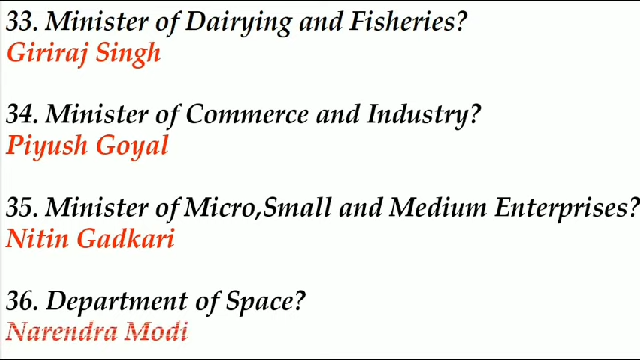 33. Minister of Dairying and Fisheries?
Giriraj Singh
34. Minister of Commerce and Industry?
Piyush Goyal
35. Minister of Micro,Small and Medium Enterprises?
Nitin Gadkari
36. Department of Space?
Narendra Modi